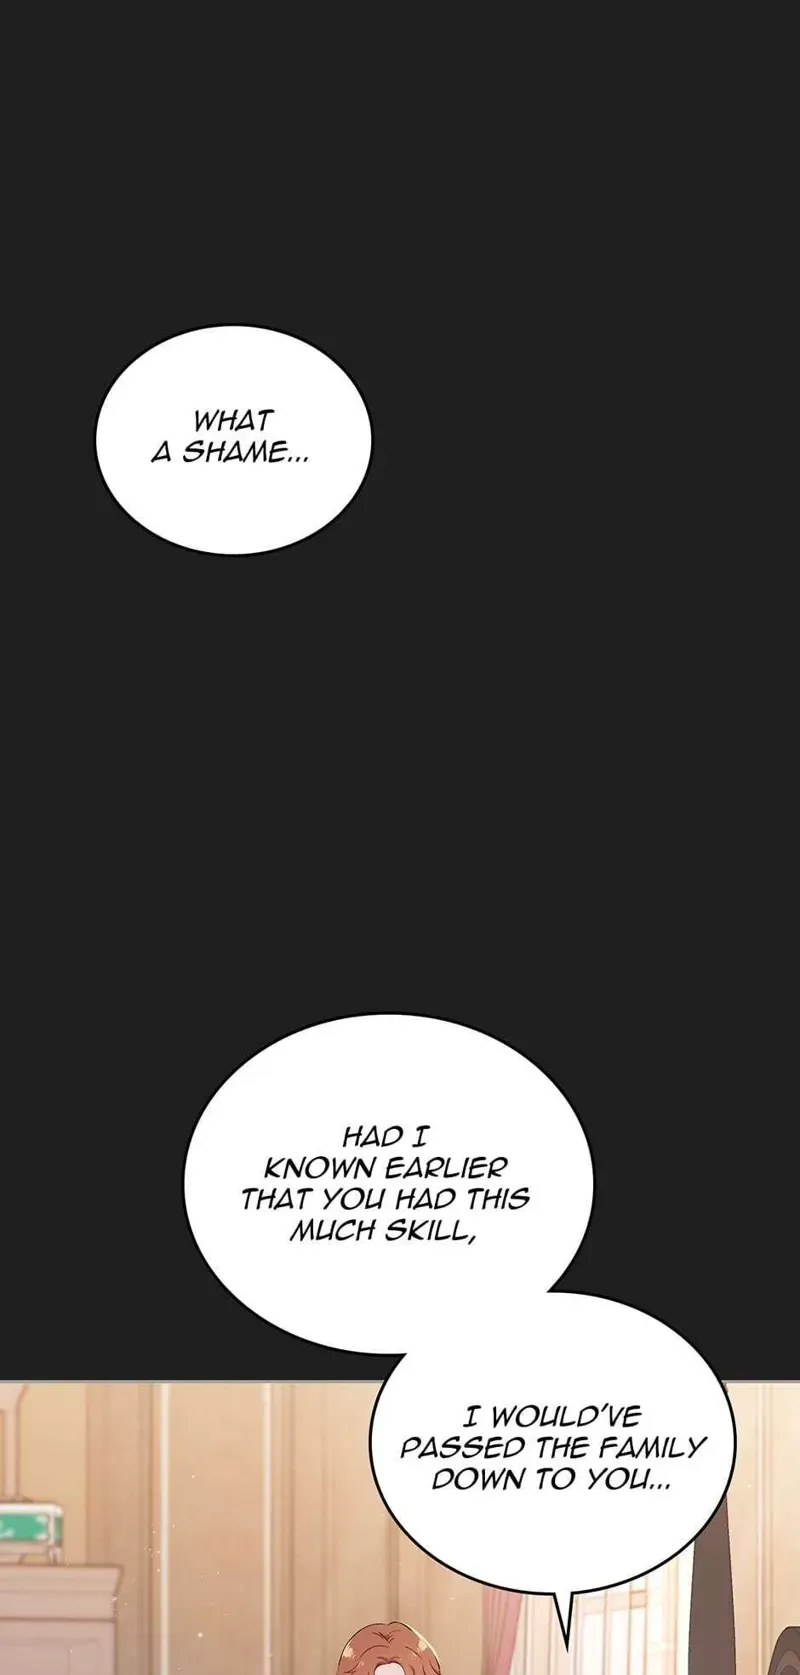 WHAT
A SHAME...
HAD I
KNOWN EARLIER
THAT YOU HAD THIS
MUCH SKILL,
I WOULD'VE
PASSED THE FAMILY
DOWN TO YOU...